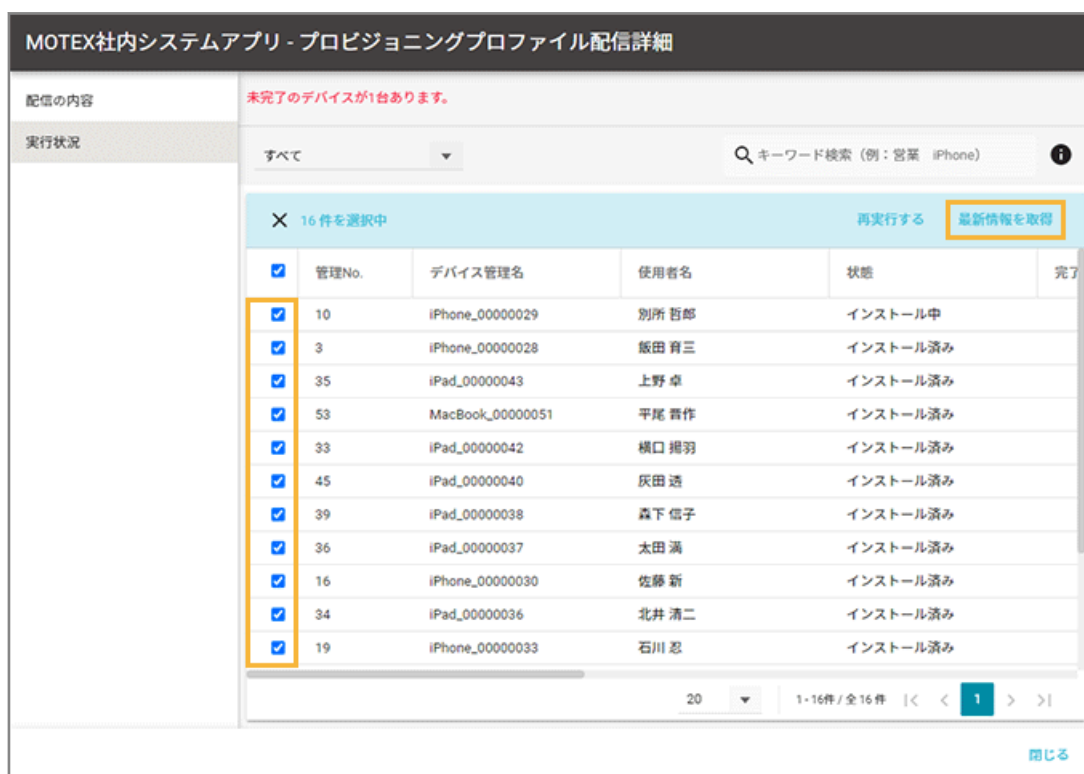 MOTEX社内システムアプリ - プロビジョニングプロファイル配信詳細
配信の内容
実行状況
未完了のデバイスが1台あります。
すべて
キーワード検索（例：営業 iPhone）
16 件を選択中 再実行する 最新情報を取得
管理No. デバイス管理名 使用者名 状態 完了
10 iPhone_00000029 別所 哲郎 インストール中
3 iPhone_00000028 飯田 育三 インストール済み
35 iPad_00000043 上野 卓 インストール済み
53 MacBook_00000051 平尾 晋作 インストール済み
33 iPad_00000042 横口 揚羽 インストール済み
45 iPad_00000040 灰田 透 インストール済み
39 iPad_00000038 森下 信子 インストール済み
36 iPad_00000037 太田 満 インストール済み
16 iPhone_00000030 佐藤 新 インストール済み
34 iPad_00000036 北井 清二 インストール済み
19 iPhone_00000033 石川 忍 インストール済み
20 1 - 16件 / 全 16 件 |< < 1 > >|
閉じる